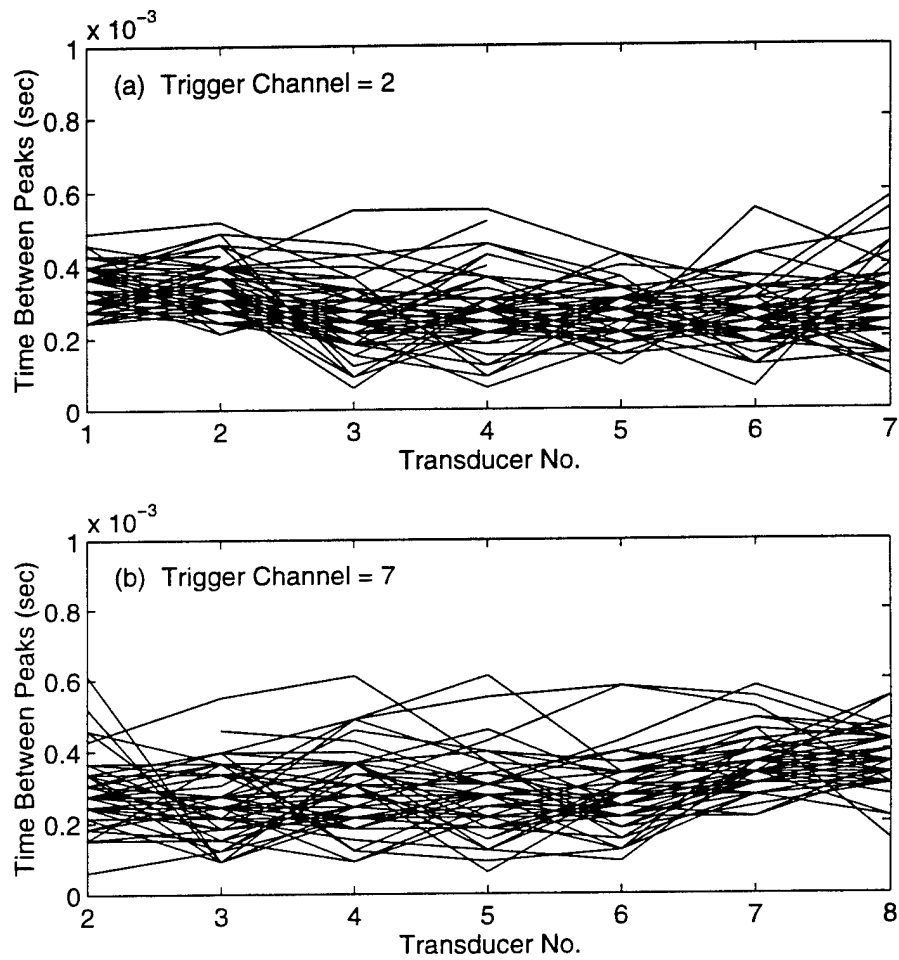 x 10⁻³
1
(a) Trigger Channel = 2
0.8
0.6
0.4
0.2
0
Time Between Peaks (sec)
1 2 3 4 5 6 7
Transducer No.
x 10⁻³
1
(b) Trigger Channel = 7
0.8
0.6
0.4
0.2
0
Time Between Peaks (sec)
2 3 4 5 6 7 8
Transducer No.